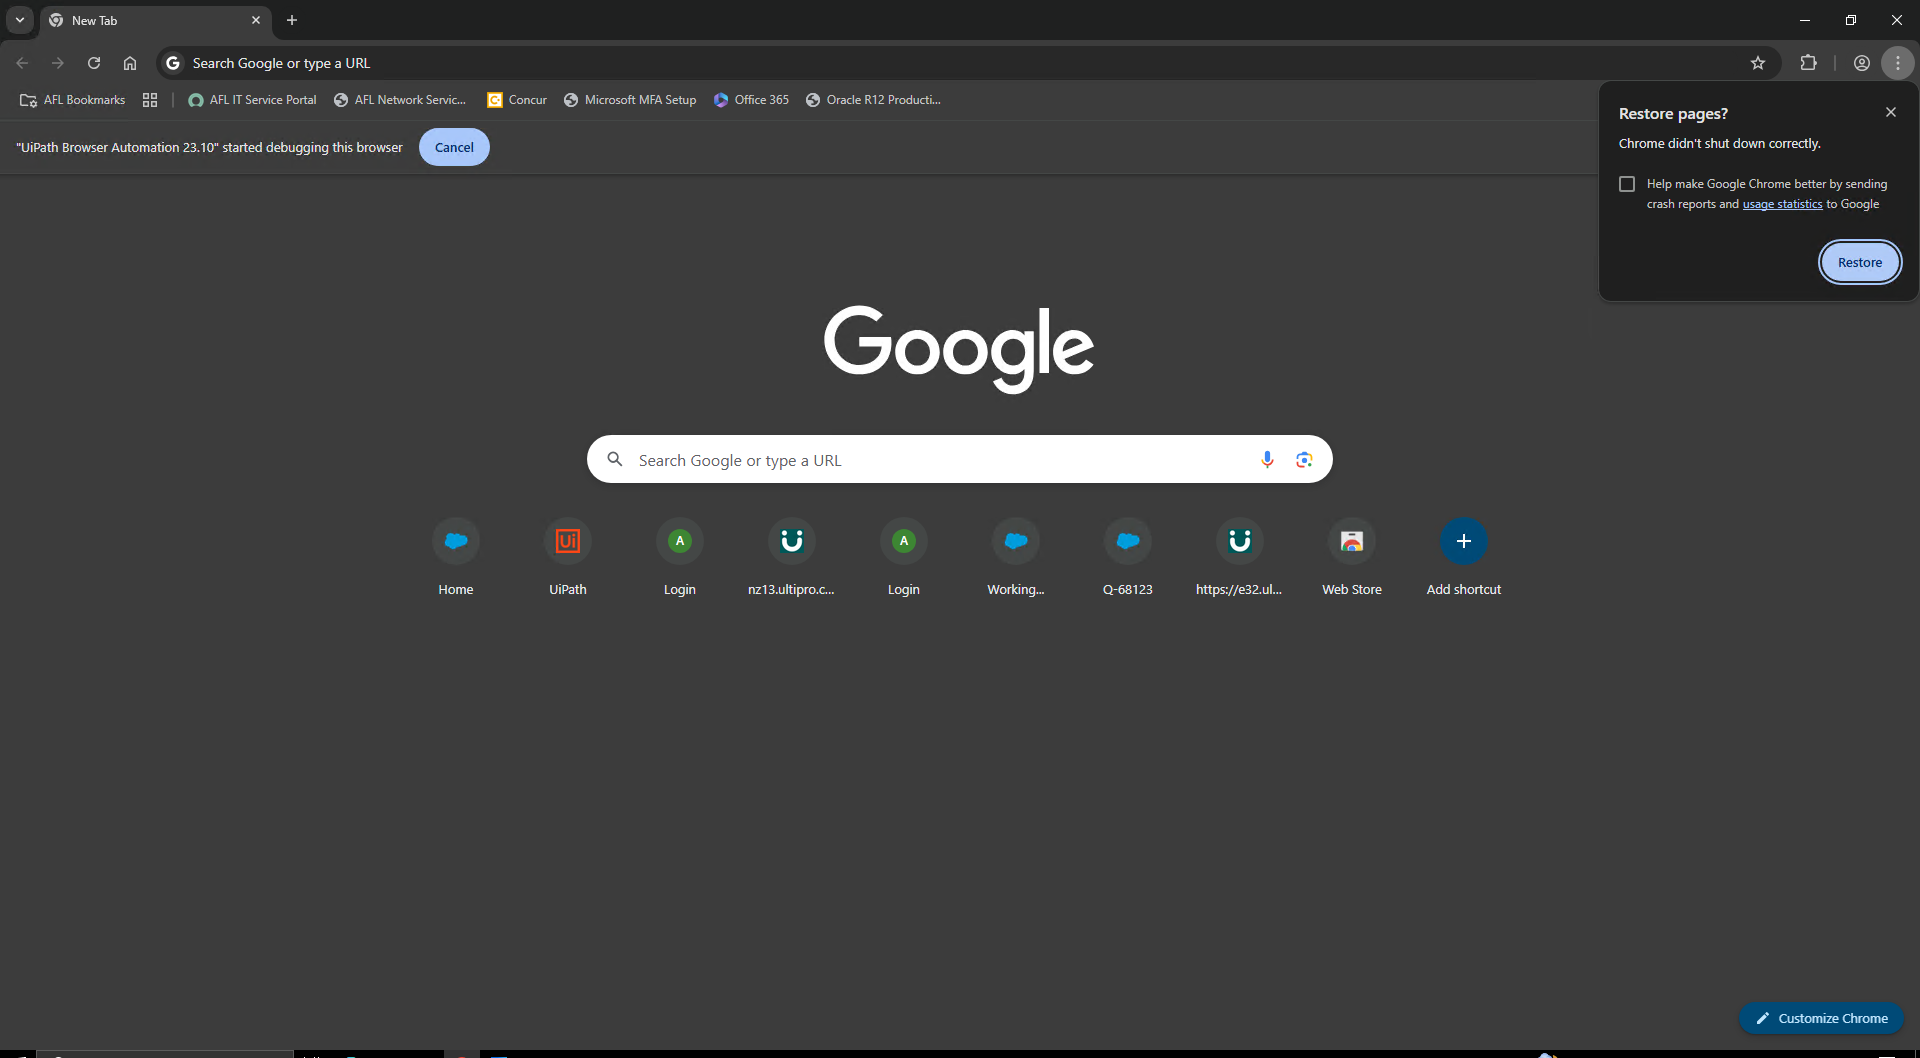 New Tab
Search Google or type a URL
AFL Bookmarks
AFL IT Service Portal
AFL Network Servic...
Concur
Microsoft MFA Setup
Office 365
Oracle R12 Producti...
"UiPath Browser Automation 23.10" started debugging this browser
Cancel
Restore pages?
Chrome didn't shut down correctly.
Help make Google Chrome better by sending
crash reports and usage statistics to Google
Restore
Google
Search Google or type a URL
Home
UiPath
Login
nz13.ultipro.c...
Login
Working...
Q-68123
https://e32.ul...
Web Store
Add shortcut
Ui
A
A
Customize Chrome